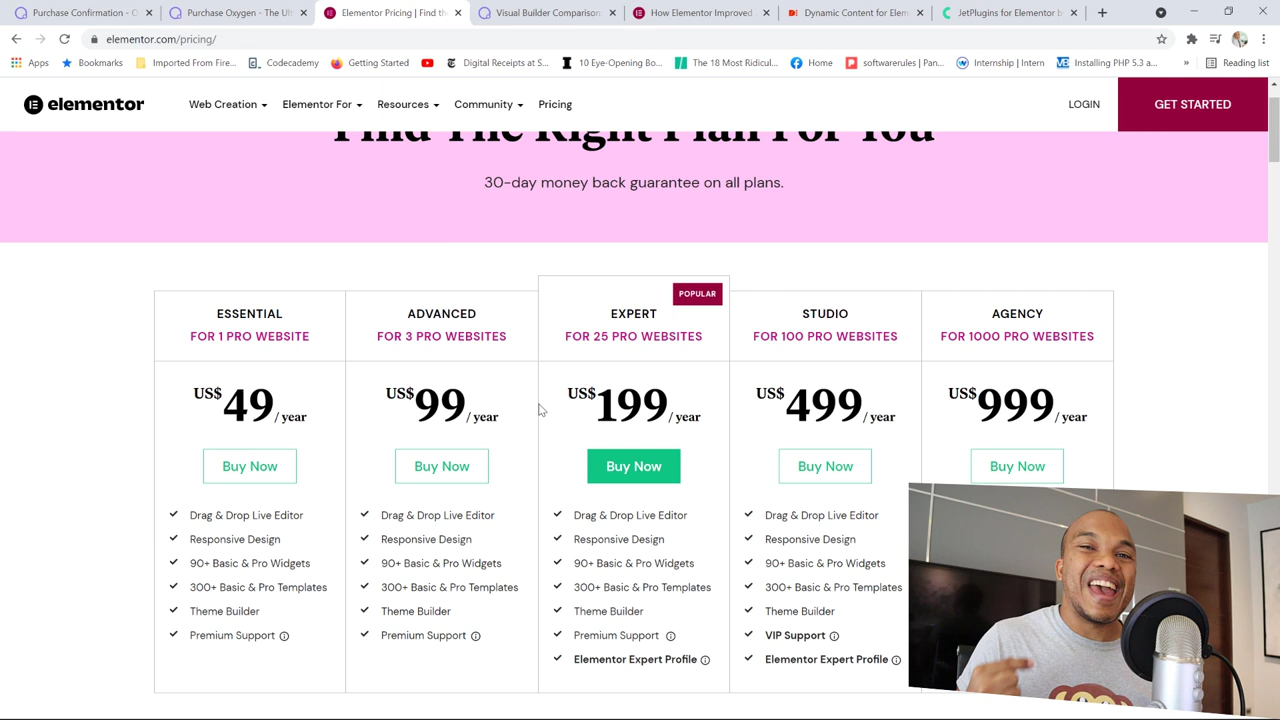 Purchase Confirmation - O
Purchase Oxygen - The Ult
Elementor Pricing | Find the
Visual Builder Comparison
How Elementor Improved
Dynamic Content for Elem
JetPlugins for Elementor b
elementor.com/pricing/
Apps
Bookmarks
Imported From Fire...
Codecademy
Getting Started
Digital Receipts at S...
10 Eye-Opening Bo...
The 18 Most Ridicul...
Home
softwarerules | Pan...
Internship | Intern
Installing PHP 5.3 a...
»
Reading list
elementor
Web Creation
Elementor For
Resources
Community
Pricing
LOGIN
GET STARTED
Find The Right Plan For You
30-day money back guarantee on all plans.
POPULAR
ESSENTIAL
FOR 1 PRO WEBSITE
US$49/ year
Buy Now
Drag & Drop Live Editor
Responsive Design
90+ Basic & Pro Widgets
300+ Basic & Pro Templates
Theme Builder
Premium Support
ADVANCED
FOR 3 PRO WEBSITES
US$99/ year
Buy Now
Drag & Drop Live Editor
Responsive Design
90+ Basic & Pro Widgets
300+ Basic & Pro Templates
Theme Builder
Premium Support
EXPERT
FOR 25 PRO WEBSITES
US$199/ year
Buy Now
Drag & Drop Live Editor
Responsive Design
90+ Basic & Pro Widgets
300+ Basic & Pro Templates
Theme Builder
Premium Support
Elementor Expert Profile
STUDIO
FOR 100 PRO WEBSITES
US$499/ year
Buy Now
Drag & Drop Live Editor
Responsive Design
90+ Basic & Pro Widgets
300+ Basic & Pro Templates
Theme Builder
VIP Support
Elementor Expert Profile
AGENCY
FOR 1000 PRO WEBSITES
US$999/ year
Buy Now